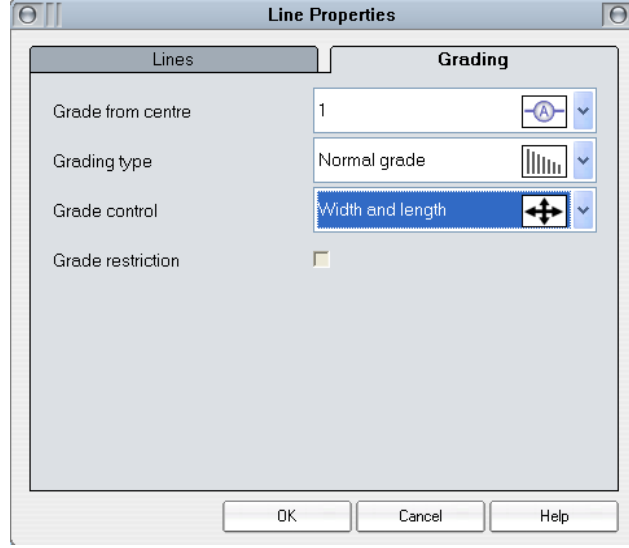 Line Properties
Lines
Grading
Grade from centre
1
A
Grading type
Normal grade
Grade control
Width and length
Grade restriction
OK
Cancel
Help